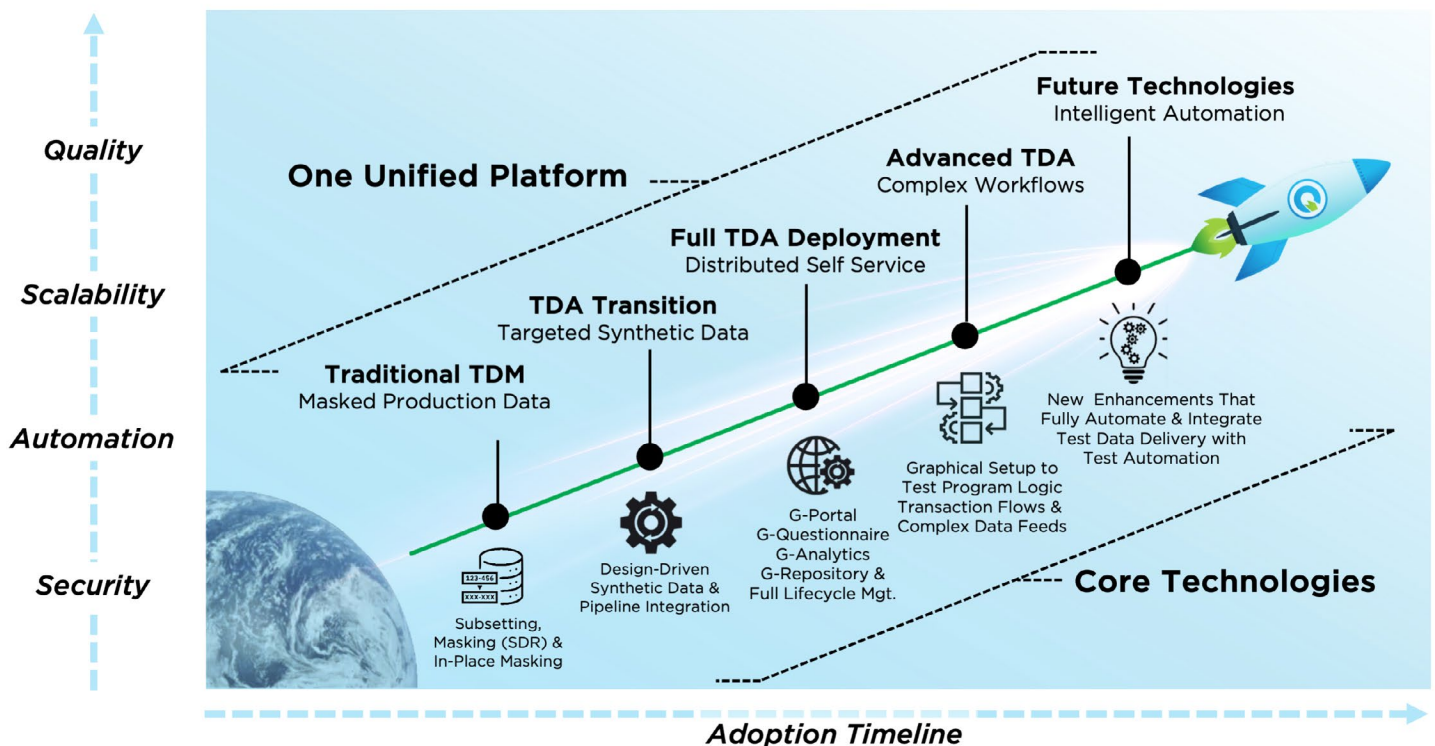 Quality
Scalability
Automation
Security
One Unified Platform
Traditional TDM
Masked Production Data
TDA Transition
Targeted Synthetic Data
Full TDA Deployment
Distributed Self Service
Advanced TDA
Complex Workflows
Future Technologies
Intelligent Automation
123-456
XXX-XXX
Subsetting,
Masking (SDR) &
In-Place Masking
Design-Driven
Synthetic Data &
Pipeline Integration
G-Portal
G-Questionnaire
G-Analytics
G-Repository &
Full Lifecycle Mgt.
Graphical Setup to
Test Program Logic
Transaction Flows &
Complex Data Feeds
New Enhancements That
Fully Automate & Integrate
Test Data Delivery with
Test Automation
Core Technologies
Adoption Timeline